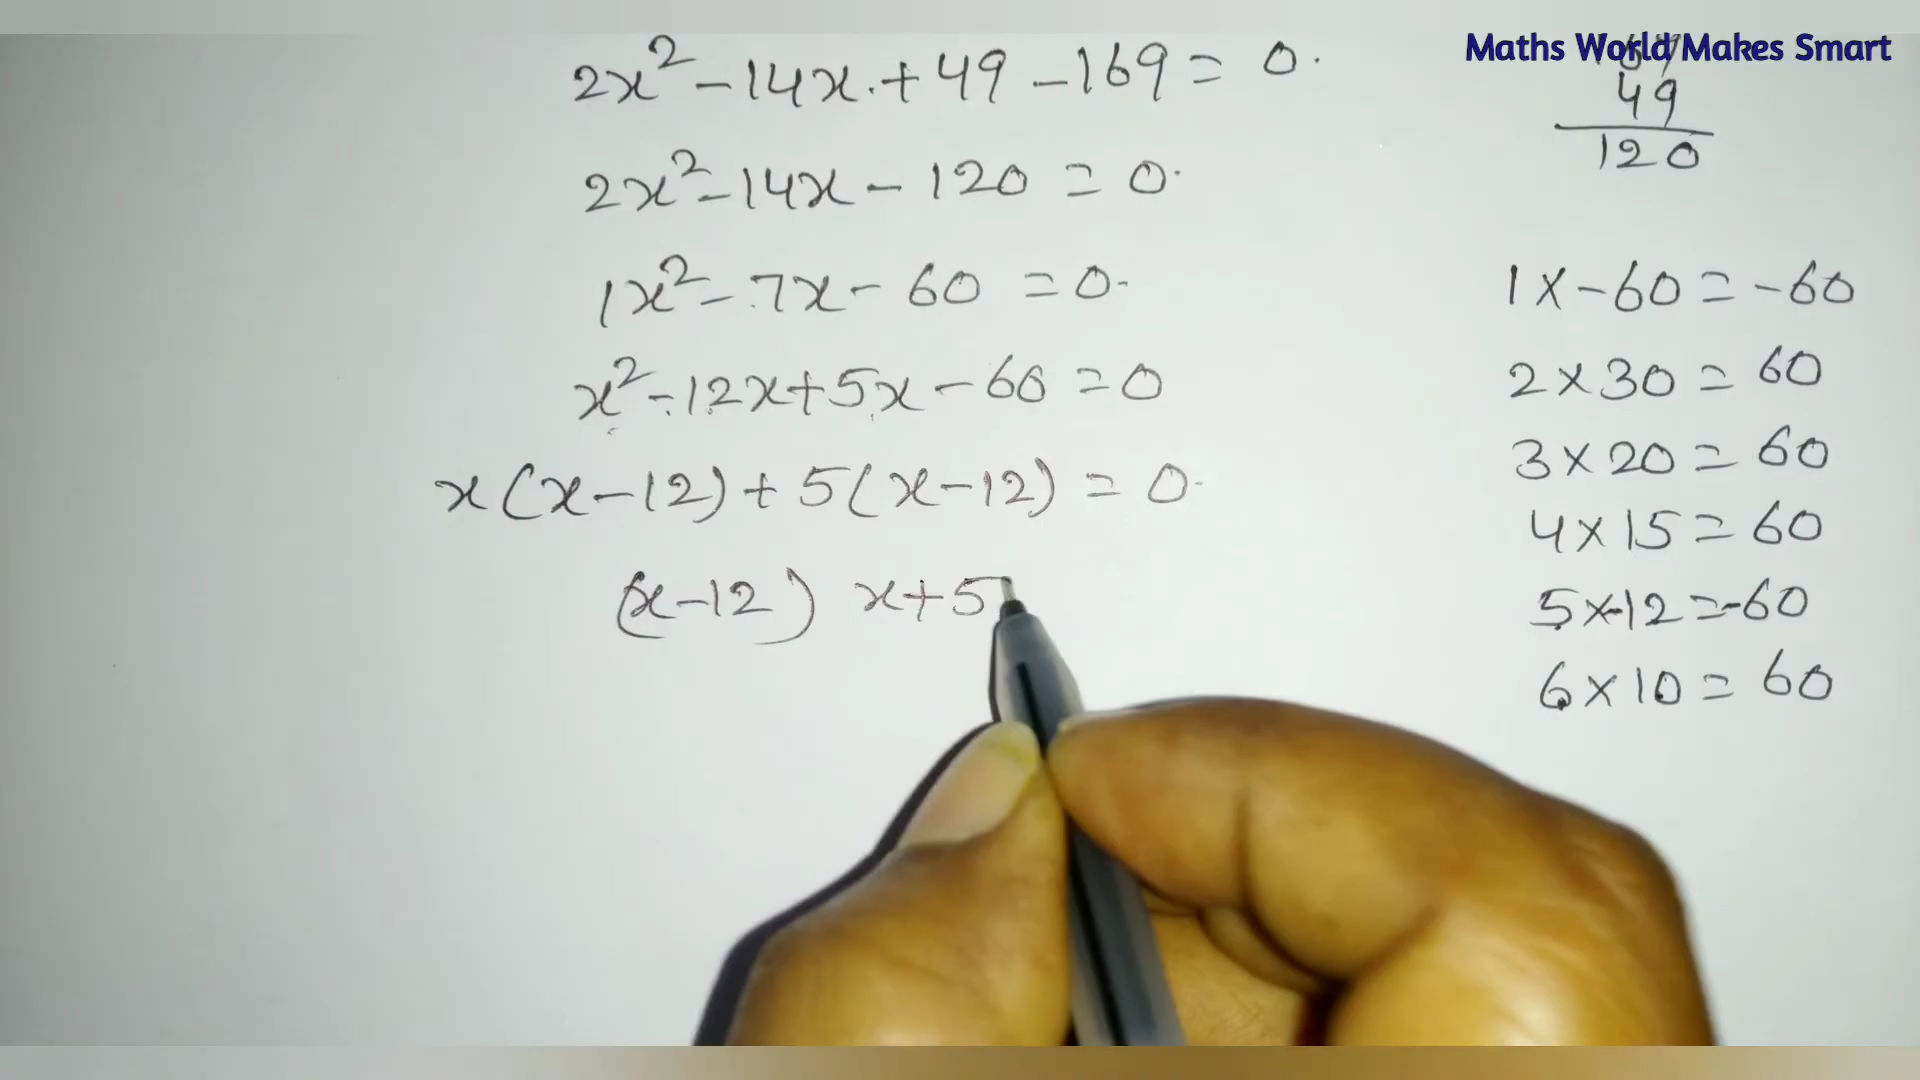 Maths World Makes Smart
2x² - 14x + 49 - 169 = 0.
49
120
2x² - 14x - 120 = 0.
1x² - 7x - 60 = 0.
x² - 12x + 5x - 60 = 0
x(x - 12) + 5(x - 12) = 0.
(x - 12) x + 5
1 x - 60 = - 60
2 x 30 = 60
3 x 20 = 60
4 x 15 = 60
5 x -12 = -60
6 x 10 = 60